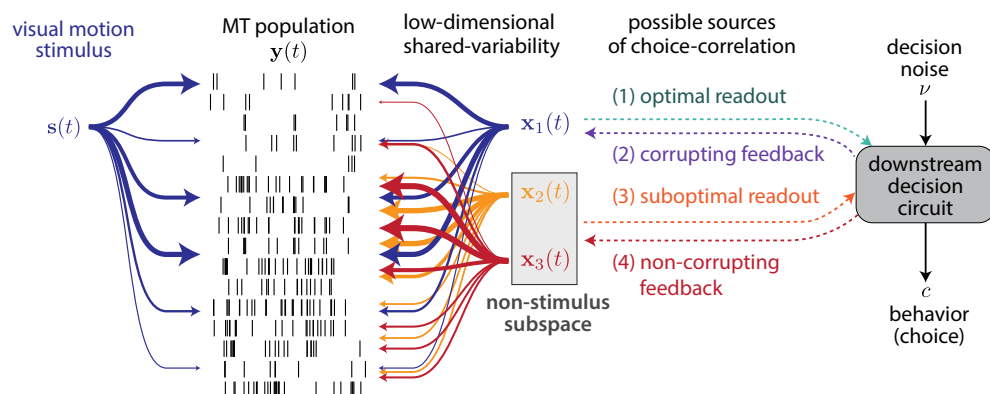 visual motion
stimulus
MT population
y(t)
low-dimensional
shared-variability
possible sources
of choice-correlation
decision
noise
ν
s(t)
x₁(t)
x₂(t)
x₃(t)
non-stimulus
subspace
(1) optimal readout
(2) corrupting feedback
(3) suboptimal readout
(4) non-corrupting
feedback
downstream
decision
circuit
c
behavior
(choice)